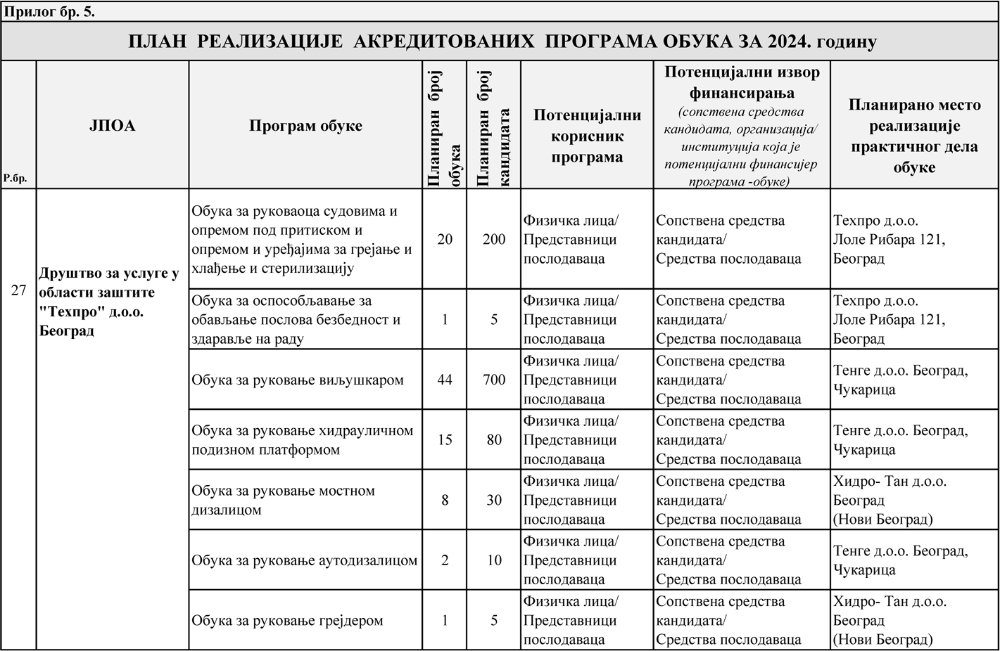 Прилог бр. 5.
ПЛАН РЕАЛИЗАЦИЈЕ АКРЕДИТОВАНИХ ПРОГРАМА ОБУКА ЗА 2024. годину
Р.бр.
ЈПОА
Програм обуке
Планиран број
обука
Планиран број
кандидата
Потенцијални
корисник
програма
Потенцијални извор
финансирања
(сопствена средства
кандидата, организација/
институција која је
потенцијални финансијер
програма -обуке)
Планирано место
реализације
практичног дела
обуке
27
Друштво за услуге у
области заштите
"Техпро" д.о.о.
Београд
Обука за руковаоца судовима и
опремом под притиском и
опремом и уређајима за грејање и
хлађење и стерилизацију
20
200
Физичка лица/
Представници
послодаваца
Сопствена средства
кандидата/
Средства послодаваца
Техпро д.о.о.
Лоле Рибара 121,
Београд
Обука за оспособљавање за
обављање послова безбедност и
здаравље на раду
1
5
Физичка лица/
Представници
послодаваца
Сопствена средства
кандидата/
Средства послодаваца
Техпро д.о.о.
Лоле Рибара 121,
Београд
Обука за руковање виљушкаром
44
700
Физичка лица/
Представници
послодаваца
Сопствена средства
кандидата/
Средства послодаваца
Тенге д.о.о. Београд,
Чукарица
Обука за руковање хидрауличном
подизном платформом
15
80
Физичка лица/
Представници
послодаваца
Сопствена средства
кандидата/
Средства послодаваца
Тенге д.о.о. Београд,
Чукарица
Обука за руковање мостном
дизалицом
8
30
Физичка лица/
Представници
послодаваца
Сопствена средства
кандидата/
Средства послодаваца
Хидро- Тан д.о.о.
Београд
(Нови Београд)
Обука за руковање аутодизалицом
2
10
Физичка лица/
Представници
послодаваца
Сопствена средства
кандидата/
Средства послодаваца
Тенге д.о.о. Београд,
Чукарица
Обука за руковање грејдером
1
5
Физичка лица/
Представници
послодаваца
Сопствена средства
кандидата/
Средства послодаваца
Хидро- Тан д.о.о.
Београд
(Нови Београд)